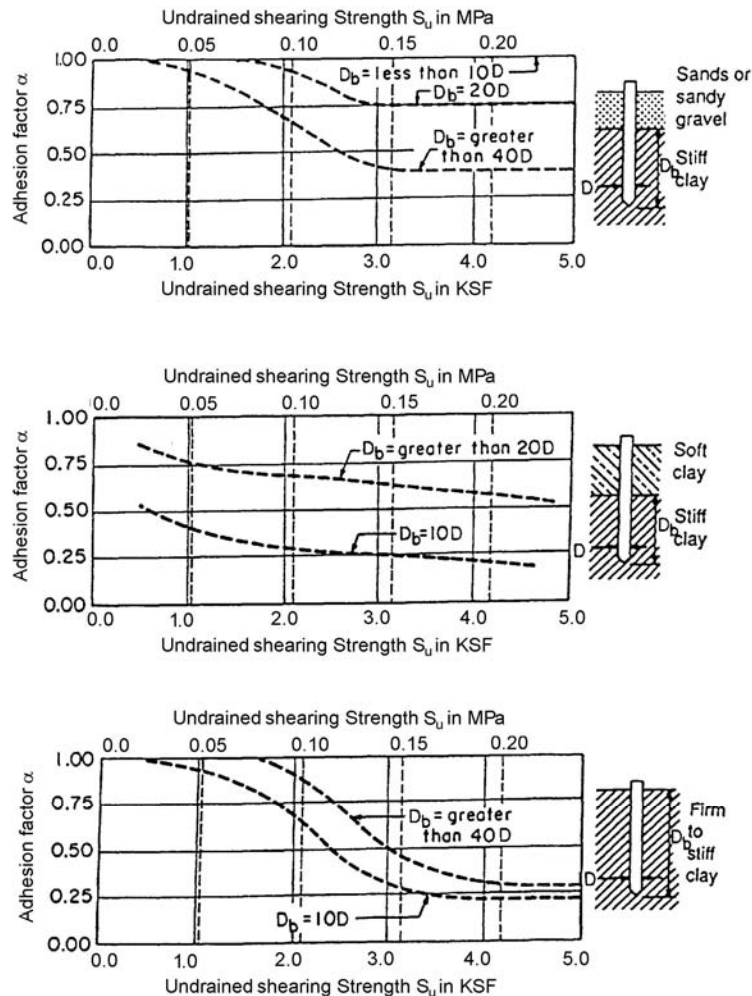 Undrained shearing Strength Su in MPa
0.0 0.05 0.10 0.15 0.20
Adhesion factor α
1.00
0.75
0.50
0.25
0.00
Db= less than 10D
Db= 20D
Db= greater than 40D
0.0 1.0 2.0 3.0 4.0 5.0
Undrained shearing Strength Su in KSF
Sands or
sandy
gravel
Stiff
clay
Db
D
Undrained shearing Strength Su in MPa
0.0 0.05 0.10 0.15 0.20
Adhesion factor α
1.00
0.75
0.50
0.25
0.00
Db= greater than 20D
Db=10D
0.0 1.0 2.0 3.0 4.0 5.0
Undrained shearing Strength Su in KSF
Soft
clay
Stiff
clay
Db
D
Undrained shearing Strength Su in MPa
0.0 0.05 0.10 0.15 0.20
Adhesion factor α
1.00
0.75
0.50
0.25
0.00
Db= greater
than 40D
Db=10D
0.0 1.0 2.0 3.0 4.0 5.0
Undrained shearing Strength Su in KSF
Firm
to
stiff
clay
Db
D